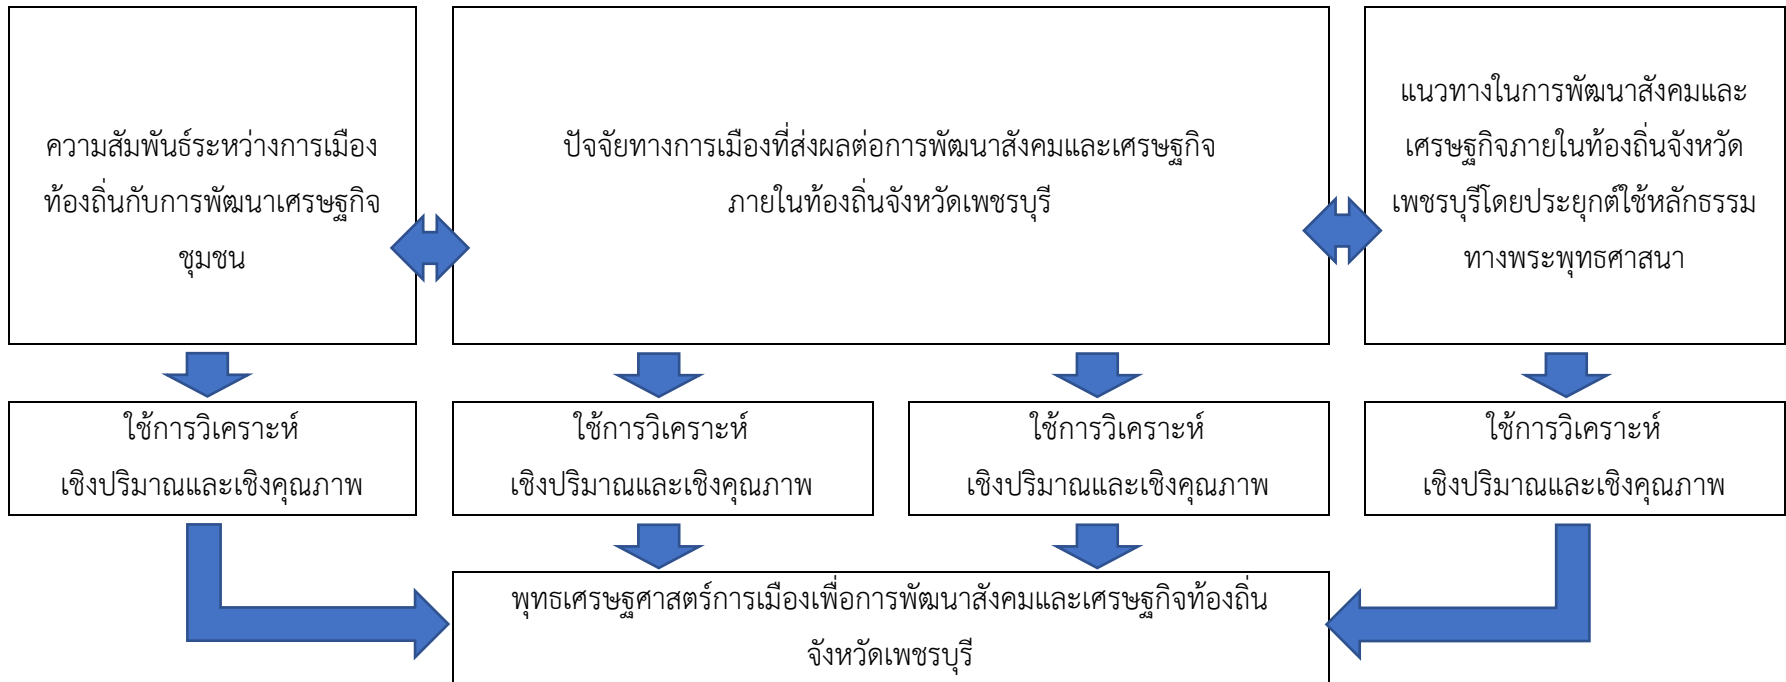 ความสัมพันธ์ระหว่างการเมือง
ท้องถิ่นกับการพัฒนาเศรษฐกิจ
ชุมชน
ปัจจัยทางการเมืองที่ส่งผลต่อการพัฒนาสังคมและเศรษฐกิจ
ภายในท้องถิ่นจังหวัดเพชรบุรี
แนวทางในการพัฒนาสังคมและ
เศรษฐกิจภายในท้องถิ่นจังหวัด
เพชรบุรีโดยประยุกต์ใช้หลักธรรม
ทางพระพุทธศาสนา
ใช้การวิเคราะห์
เชิงปริมาณและเชิงคุณภาพ
ใช้การวิเคราะห์
เชิงปริมาณและเชิงคุณภาพ
ใช้การวิเคราะห์
เชิงปริมาณและเชิงคุณภาพ
ใช้การวิเคราะห์
เชิงปริมาณและเชิงคุณภาพ
พุทธเศรษฐศาสตร์การเมืองเพื่อการพัฒนาสังคมและเศรษฐกิจท้องถิ่น
จังหวัดเพชรบุรี